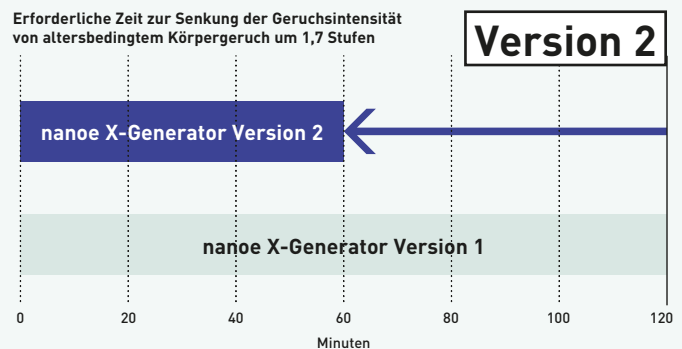 Erforderliche Zeit zur Senkung der Geruchsintensität
von altersbedingtem Körpergeruch um 1,7 Stufen
Version 2
nanoe X-Generator Version 2
nanoe X-Generator Version 1
0 20 40 60 80 100 120
Minuten